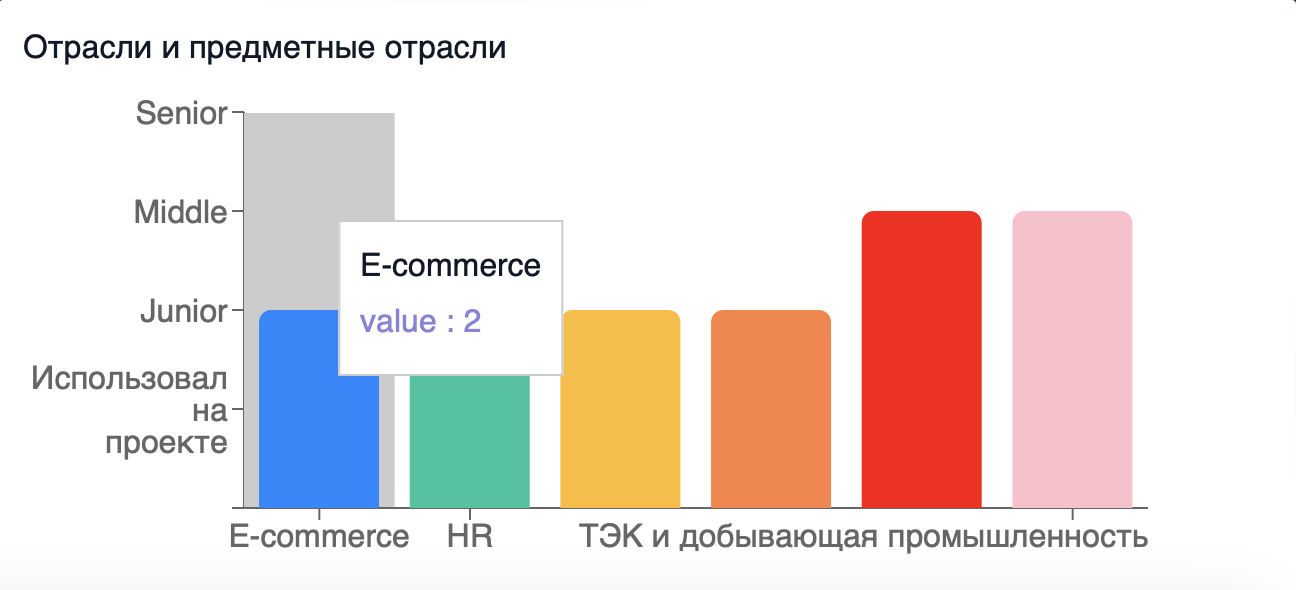 Отрасли и предметные отрасли
Senior
Middle
Junior
Использовал
на
проекте
E-commerce
value : 2
E-commerce
HR
ТЭК и добывающая промышленность